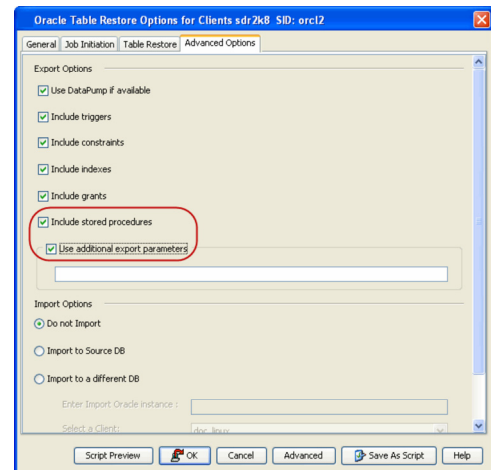 Oracle Table Restore Options for Clients sdr2k8 SID: orcl2
General Job Initiation Table Restore Advanced Options
Export Options
Use DataPump if available
Include triggers
Include constraints
Include indexes
Include grants
Include stored procedures
Use additional export parameters
Import Options
Do not Import
Import to Source DB
Import to a different DB
Enter Import Oracle instance :
Select a Client: doc_linux
Script Preview OK Cancel Advanced Save As Script Help